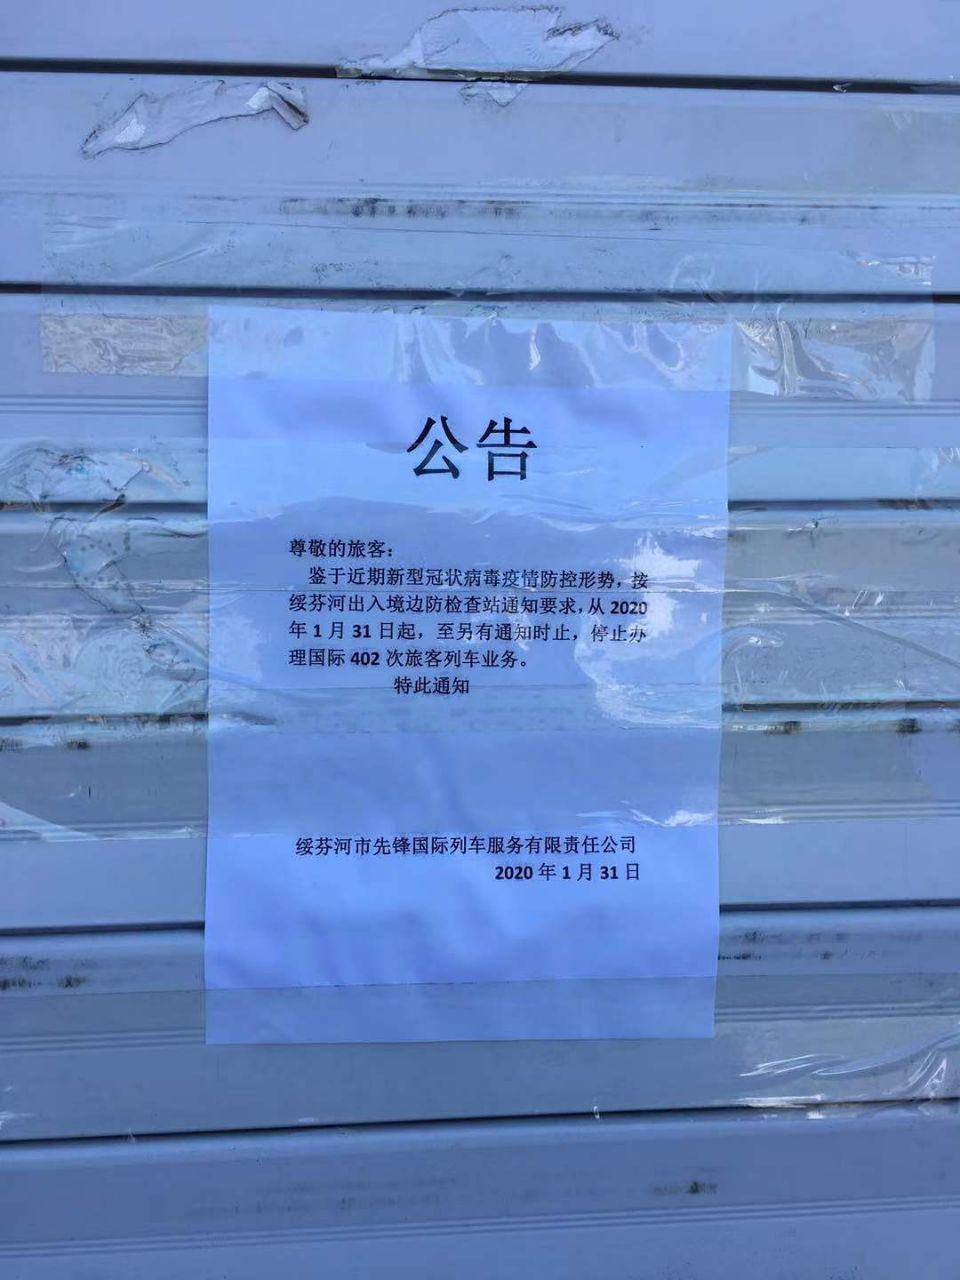 公告
尊敬的旅客：
鉴于近期新型冠状病毒疫情防控形势，按
绥芬河出入境边防检查站通知要求，从 2020
年 1 月 31 日起，至另有通知时止，停止办
理国际 402 次旅客列车业务。
特此通知
绥芬河市先锋国际列车服务有限责任公司
2020 年 1 月 31 日